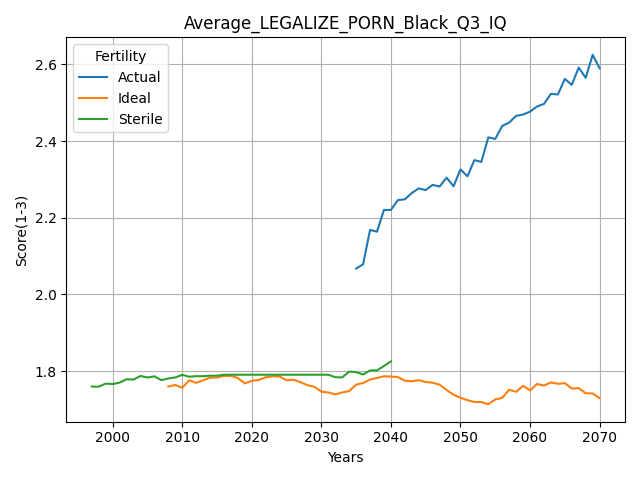 Average_LEGALIZE_PORN_Black_Q3_IQ
Fertility
Actual
Ideal
Sterile
Score(1-3)
2.6
2.4
2.2
2.0
1.8
2000
2010
2020
2030
2040
2050
2060
2070
Years